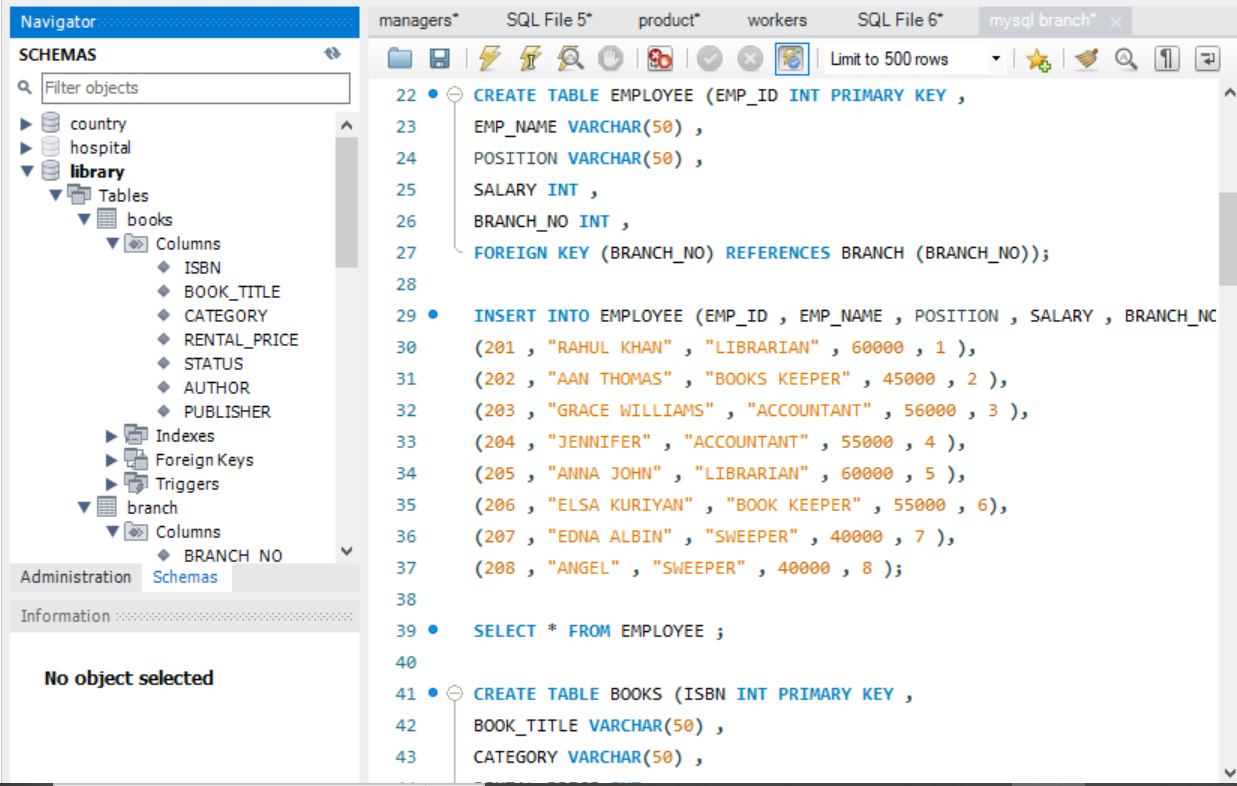 Navigator
SCHEMAS
Filter objects
country
hospital
library
Tables
books
Columns
ISBN
BOOK_TITLE
CATEGORY
RENTAL_PRICE
STATUS
AUTHOR
PUBLISHER
Indexes
Foreign Keys
Triggers
branch
Columns
BRANCH_NO
Administration Schemas
Information
No object selected
managers* SQL File 5* product* workers SQL File 6* mysql branch*
Limit to 500 rows
22 CREATE TABLE EMPLOYEE (EMP_ID INT PRIMARY KEY ,
23 EMP_NAME VARCHAR(50) ,
24 POSITION VARCHAR(50) ,
25 SALARY INT ,
26 BRANCH_NO INT ,
27 FOREIGN KEY (BRANCH_NO) REFERENCES BRANCH (BRANCH_NO));
28
29 INSERT INTO EMPLOYEE (EMP_ID , EMP_NAME , POSITION , SALARY , BRANCH_NO
30 (201 , "RAHUL KHAN" , "LIBRARIAN" , 60000 , 1 ),
31 (202 , "AAN THOMAS" , "BOOKS KEEPER" , 45000 , 2 ),
32 (203 , "GRACE WILLIAMS" , "ACCOUNTANT" , 56000 , 3 ),
33 (204 , "JENNIFER" , "ACCOUNTANT" , 55000 , 4 ),
34 (205 , "ANNA JOHN" , "LIBRARIAN" , 60000 , 5 ),
35 (206 , "ELSA KURIYAN" , "BOOK KEEPER" , 55000 , 6),
36 (207 , "EDNA ALBIN" , "SWEEPER" , 40000 , 7 ),
37 (208 , "ANGEL" , "SWEEPER" , 40000 , 8 );
38
39 SELECT * FROM EMPLOYEE ;
40
41 CREATE TABLE BOOKS (ISBN INT PRIMARY KEY ,
42 BOOK_TITLE VARCHAR(50) ,
43 CATEGORY VARCHAR(50) ,